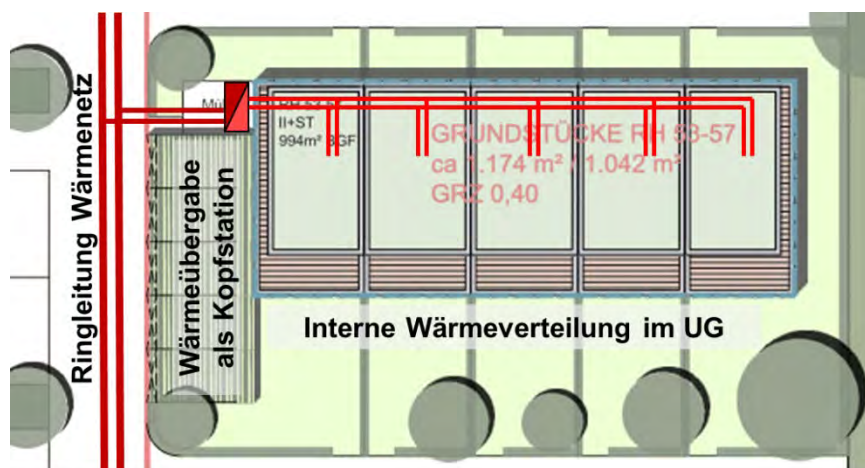 Ringleitung Wärmenetz
Wärmeübergabe
als Kopfstation
II+ST
994m² BGF
GRUNDSTÜCKE RH 53-57
ca 1.174 m² / 1.042 m²
GRZ 0,40
Interne Wärmeverteilung im UG